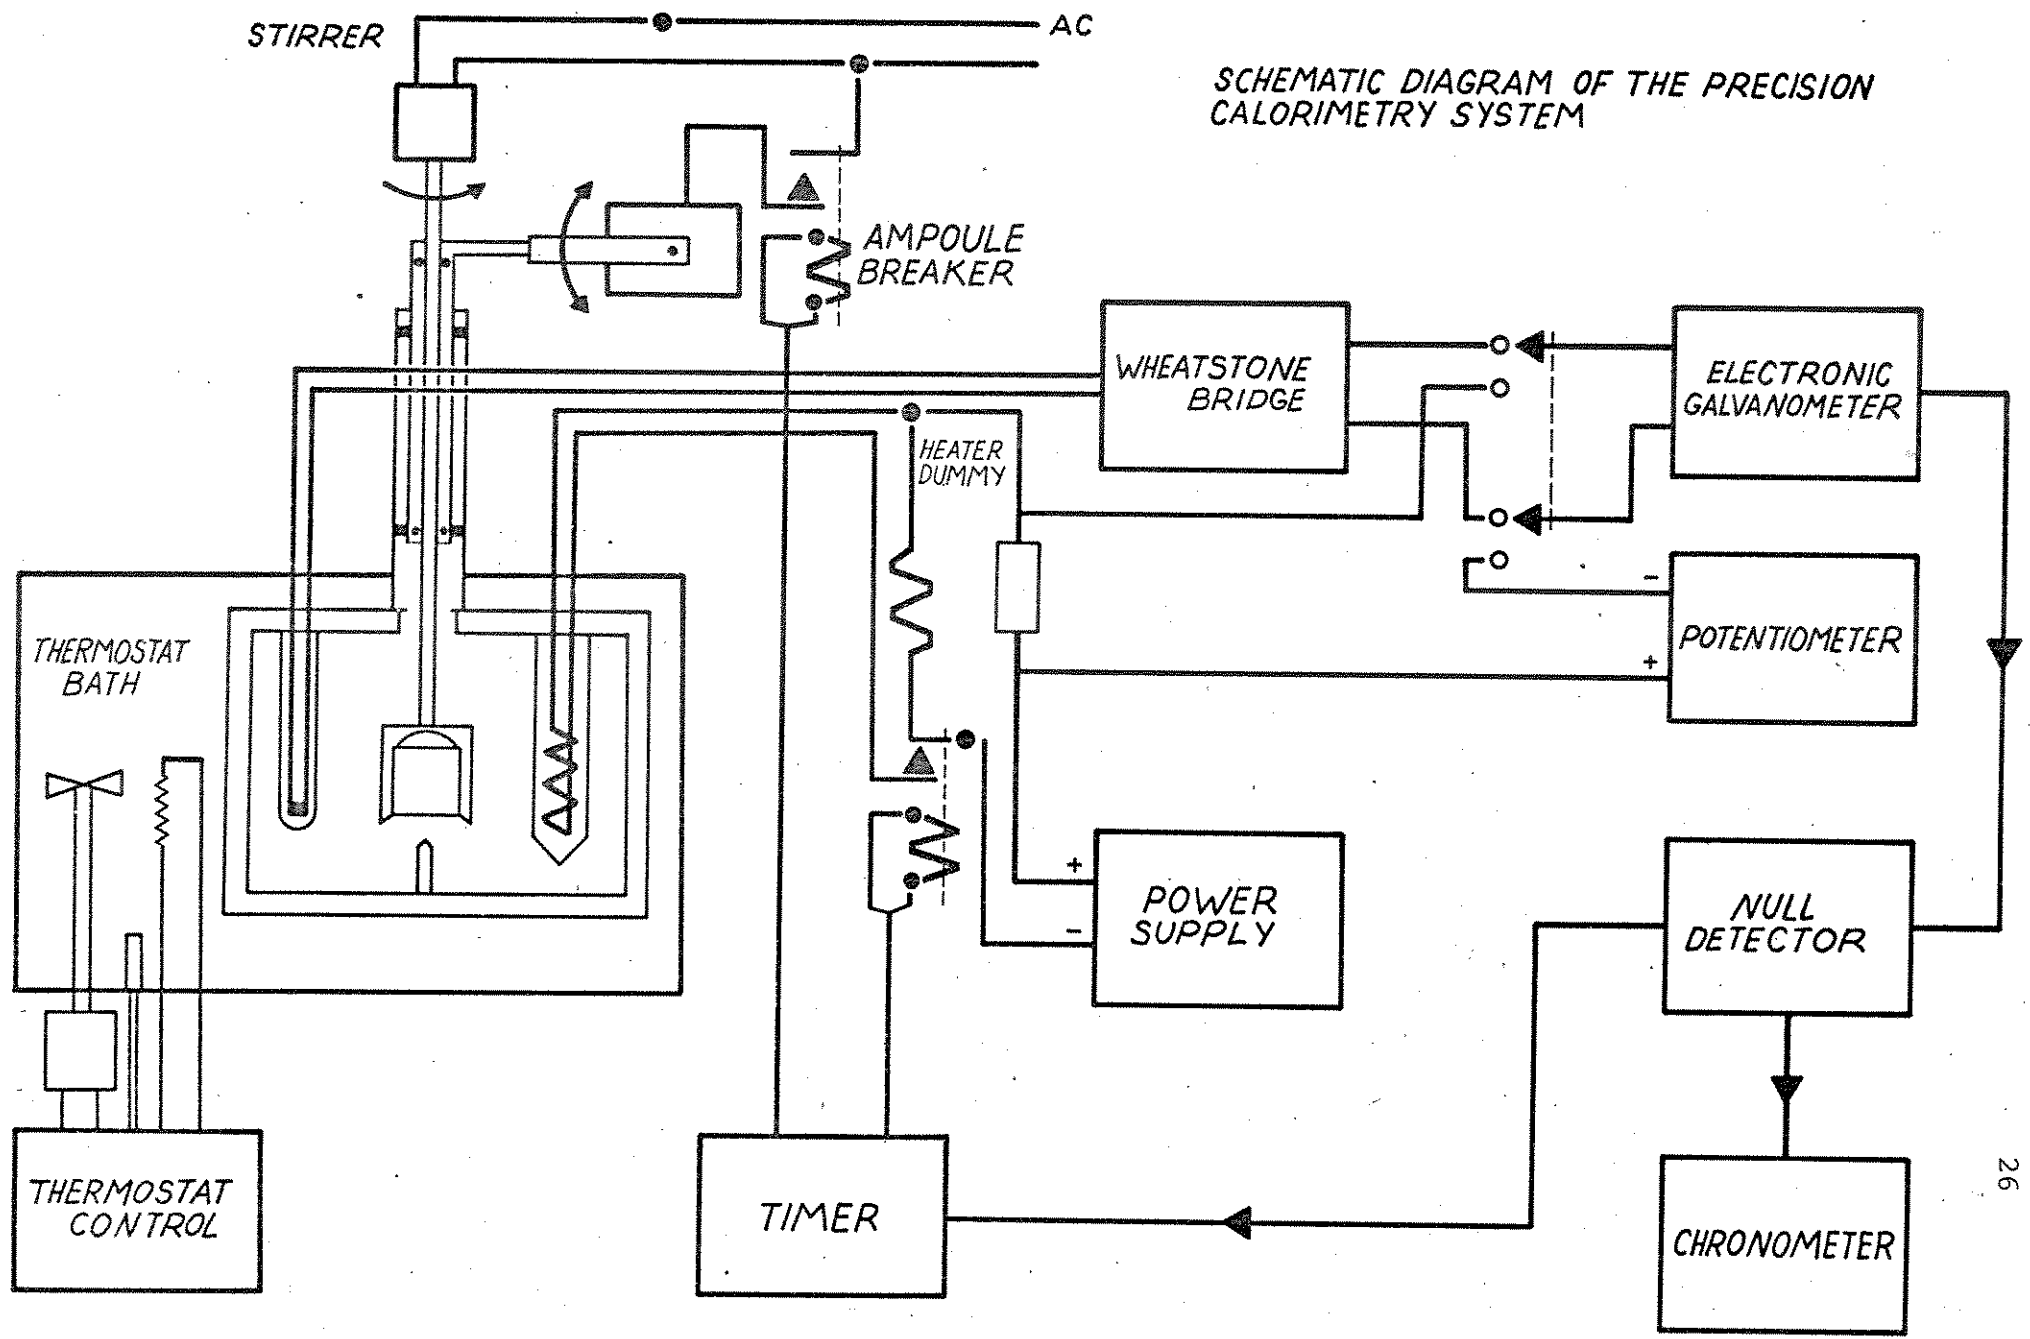 STIRRER
AC
SCHEMATIC DIAGRAM OF THE PRECISION
CALORIMETRY SYSTEM
AMPOULE
BREAKER
WHEATSTONE
BRIDGE
ELECTRONIC
GALVANOMETER
HEATER
DUMMY
THERMOSTAT
BATH
-
POTENTIOMETER
+
+
POWER
SUPPLY
-
NULL
DETECTOR
THERMOSTAT
CONTROL
TIMER
CHRONOMETER
26